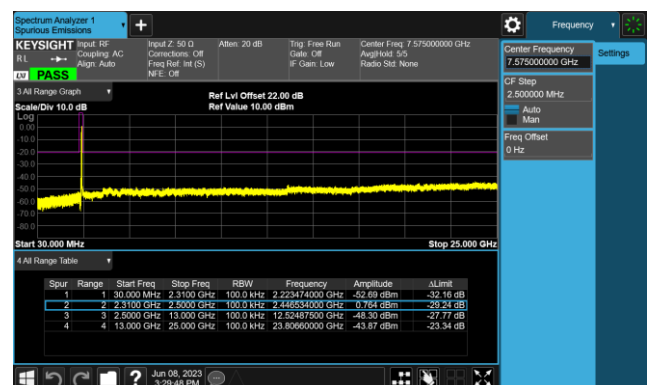 Spectrum Analyzer 1
Spurious Emissions
Frequency
KEYSIGHT Input: RF Input Z: 50 Ω Atten: 20 dB Trig: Free Run Center Freq: 7.575000000 GHz
RL Coupling: AC Corrections: Off Gate: Off Avg|Hold: 5/5
Align: Auto Freq Ref: Int (S) IF Gain: Low Radio Std: None
NFE: Off
PASS
Center Frequency
7.575000000 GHz
Settings
CF Step
2.500000 MHz
Auto
Man
Freq Offset
0 Hz
3 All Range Graph
Ref Lvl Offset 22.00 dB
Scale/Div 10.0 dB Ref Value 10.00 dBm
Log
0.00
-10.0
-20.0
-30.0
-40.0
-50.0
-60.0
-70.0
-80.0
Start 30.000 MHz Stop 25.000 GHz
4 All Range Table
Spur Range Start Freq Stop Freq RBW Frequency Amplitude ΔLimit
1 1 30.000 MHz 2.3100 GHz 100.0 kHz 2.223474000 GHz -52.69 dBm -32.16 dB
2 2 2.3100 GHz 2.5000 GHz 100.0 kHz 2.446534000 GHz 0.764 dBm -29.24 dB
3 3 2.5000 GHz 13.000 GHz 100.0 kHz 12.52487500 GHz -48.30 dBm -27.77 dB
4 4 13.000 GHz 25.000 GHz 100.0 kHz 23.80660000 GHz -43.87 dBm -23.34 dB
Jun 08, 2023
3:29:48 PM